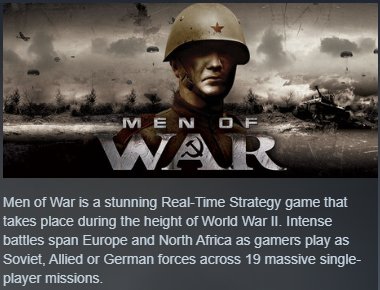 MEN OF
WAR
Men of War is a stunning Real-Time Strategy game that
takes place during the height of World War II. Intense
battles span Europe and North Africa as gamers play as
Soviet, Allied or German forces across 19 massive single-
player missions.